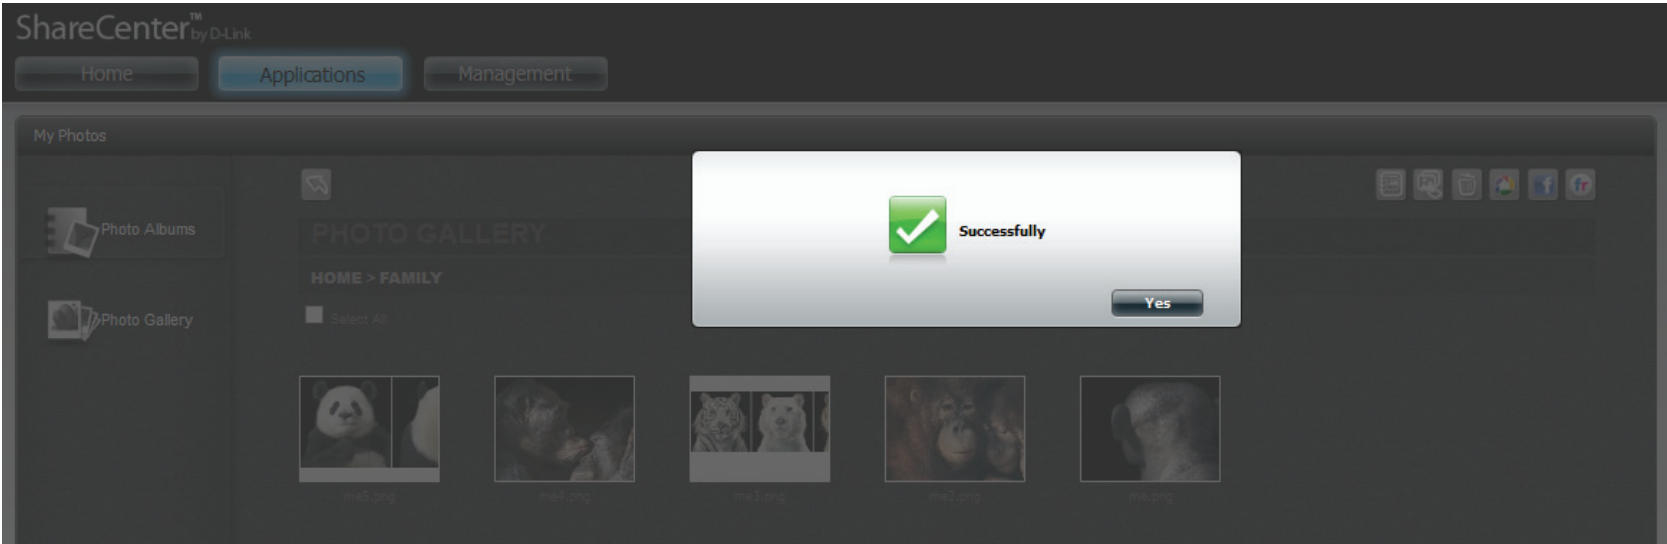 ShareCenter™ by D-Link
Home Applications Management
My Photos
Photo Albums
PHOTO GALLERY
Successfully
HOME > FAMILY
Yes
Photo Gallery
Select All
me5.png me4.png me3.png me2.png me.png